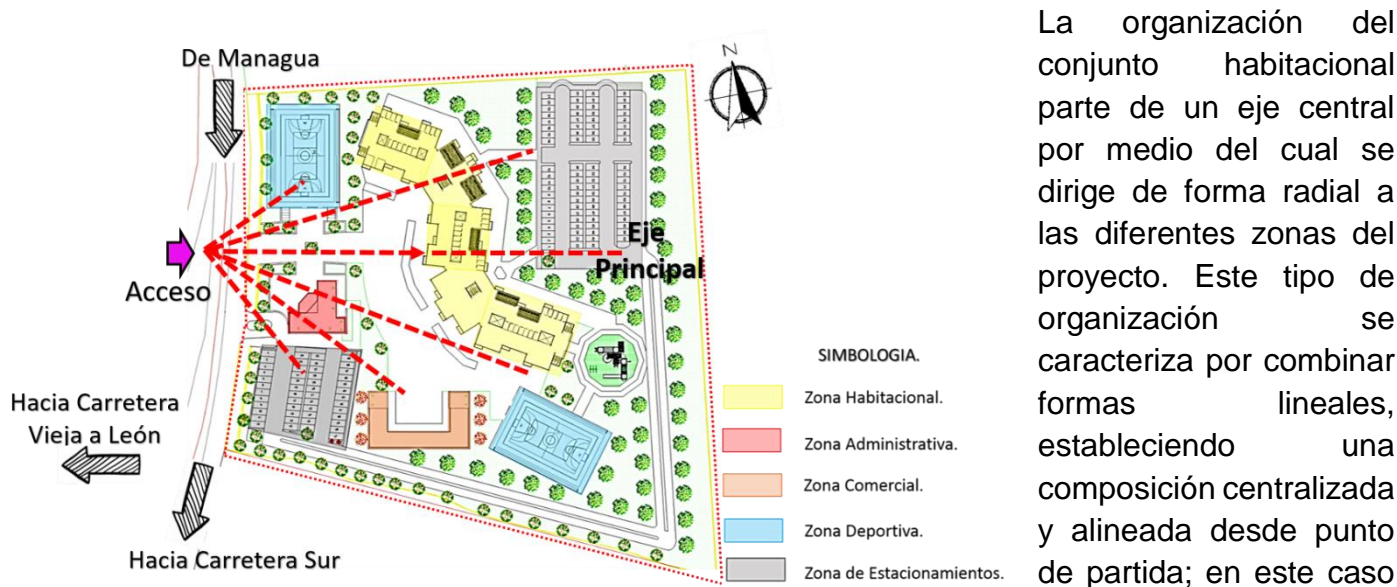 De Managua
N
Acceso
Eje
Principal
Hacia Carretera
Vieja a León
Hacia Carretera Sur
SIMBOLOGIA.
Zona Habitacional.
Zona Administrativa.
Zona Comercial.
Zona Deportiva.
Zona de Estacionamientos.
La organización del
conjunto habitacional
parte de un eje central
por medio del cual se
dirige de forma radial a
las diferentes zonas del
proyecto. Este tipo de
organización se
caracteriza por combinar
formas lineales,
estableciendo una
composición centralizada
y alineada desde punto
de partida; en este caso